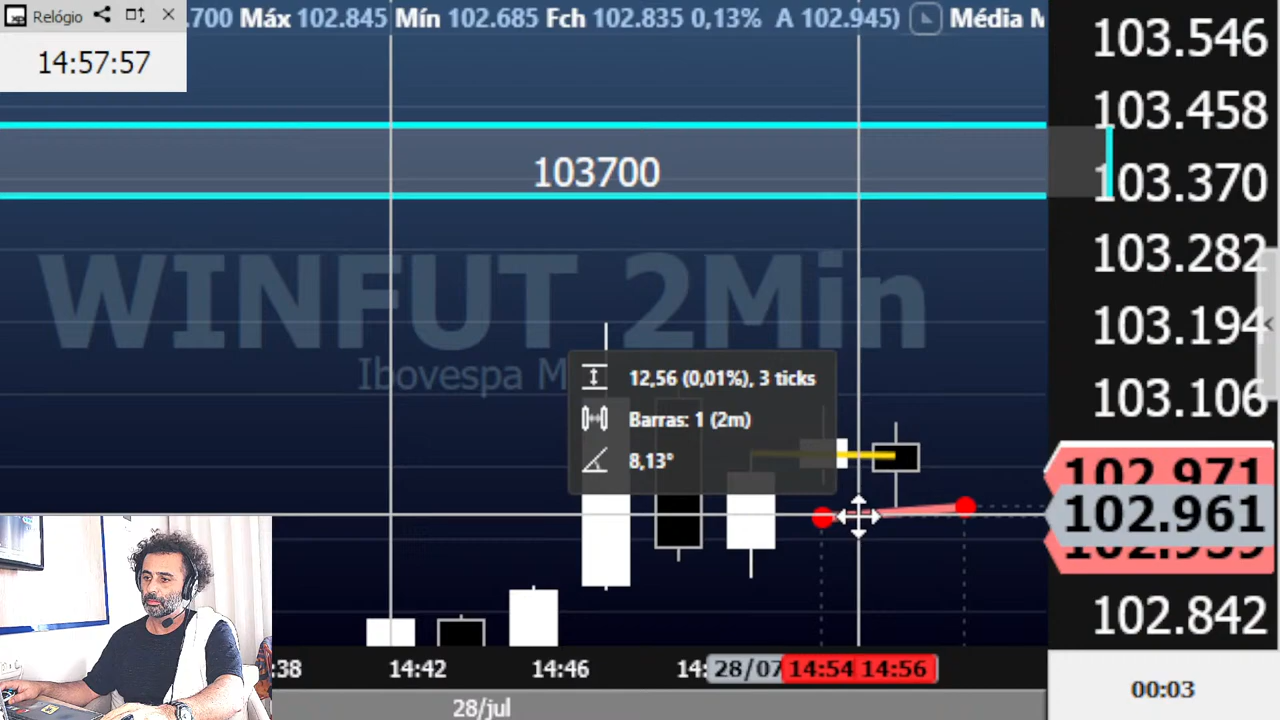 Relógio
14:57:57
.700 Máx 102.845 Mín 102.685 Fch 102.835 0,13% A 102.945) Média M
103700
WINFUT 2Min
Ibovespa M
12,56 (0,01%), 3 ticks
Barras: 1 (2m)
8,13°
103.546
103.458
103.370
103.282
103.194
103.106
102.971
102.961
102.842
:38
14:42
14:46
14:
28/07
14:54
14:56
28/jul
00:03